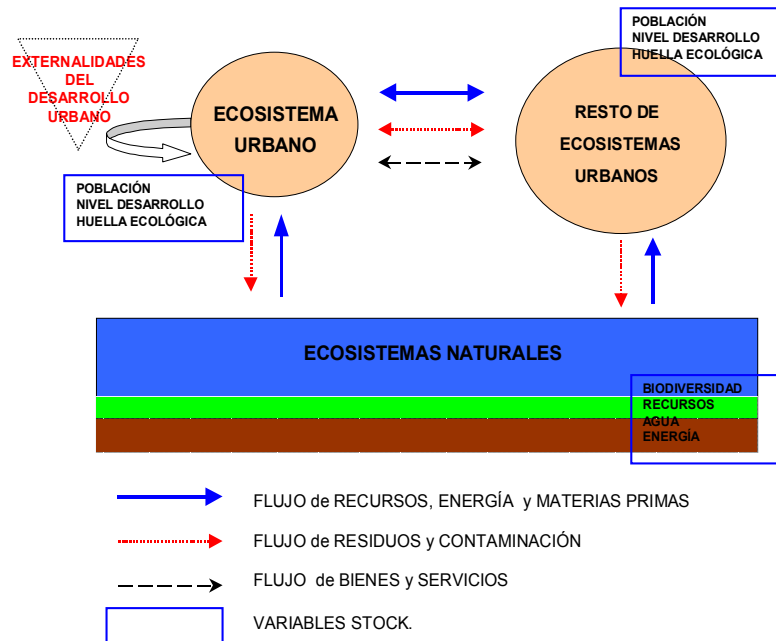 EXTERNALIDADES
DEL
DESARROLLO
URBANO
ECOSISTEMA
URBANO
POBLACIÓN
NIVEL DESARROLLO
HUELLA ECOLÓGICA
POBLACIÓN
NIVEL DESARROLLO
HUELLA ECOLÓGICA
RESTO DE
ECOSISTEMAS
URBANOS
ECOSISTEMAS NATURALES
BIODIVERSIDAD
RECURSOS
AGUA
ENERGÍA
FLUJO de RECURSOS, ENERGÍA y MATERIAS PRIMAS
FLUJO de RESIDUOS y CONTAMINACIÓN
FLUJO de BIENES y SERVICIOS
VARIABLES STOCK.